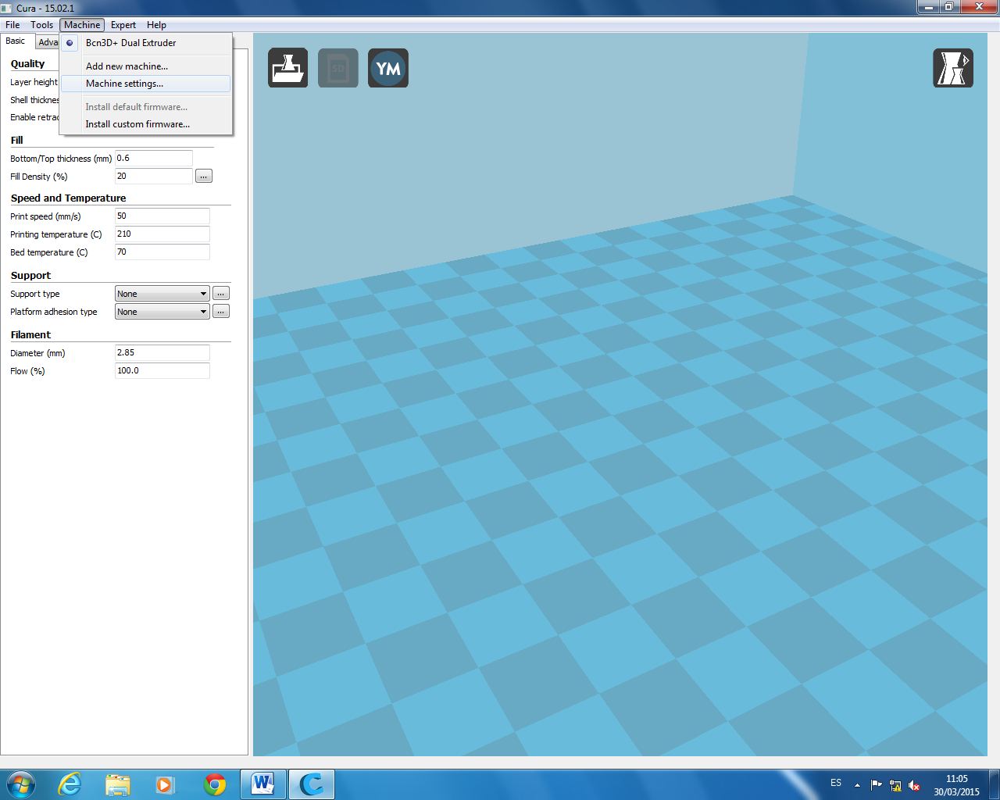 Cura - 15.02.1
File Tools Machine Expert Help
Basic Adva
Bcn3D+ Dual Extruder
Add new machine...
Machine settings...
Install default firmware...
Install custom firmware...
Quality
Layer height
Shell thickness
Enable retrac
Fill
Bottom/Top thickness (mm) 0.6
Fill Density (%) 20 ...
Speed and Temperature
Print speed (mm/s) 50
Printing temperature (C) 210
Bed temperature (C) 70
Support
Support type None ...
Platform adhesion type None ...
Filament
Diameter (mm) 2.85
Flow (%) 100.0
SD
YM
ES
11:05
30/03/2015